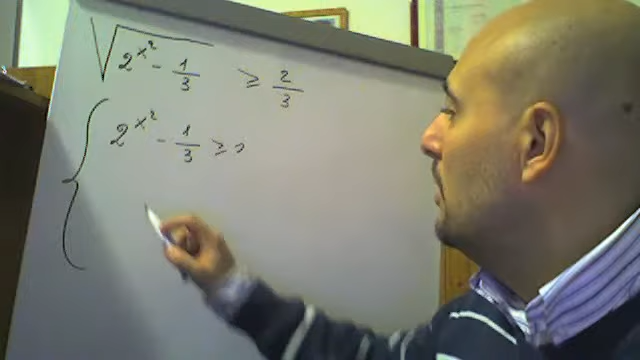 √(2^{x²} - 1/3) ≥ 2/3
{ 2^{x²} - 1/3 ≥ 0